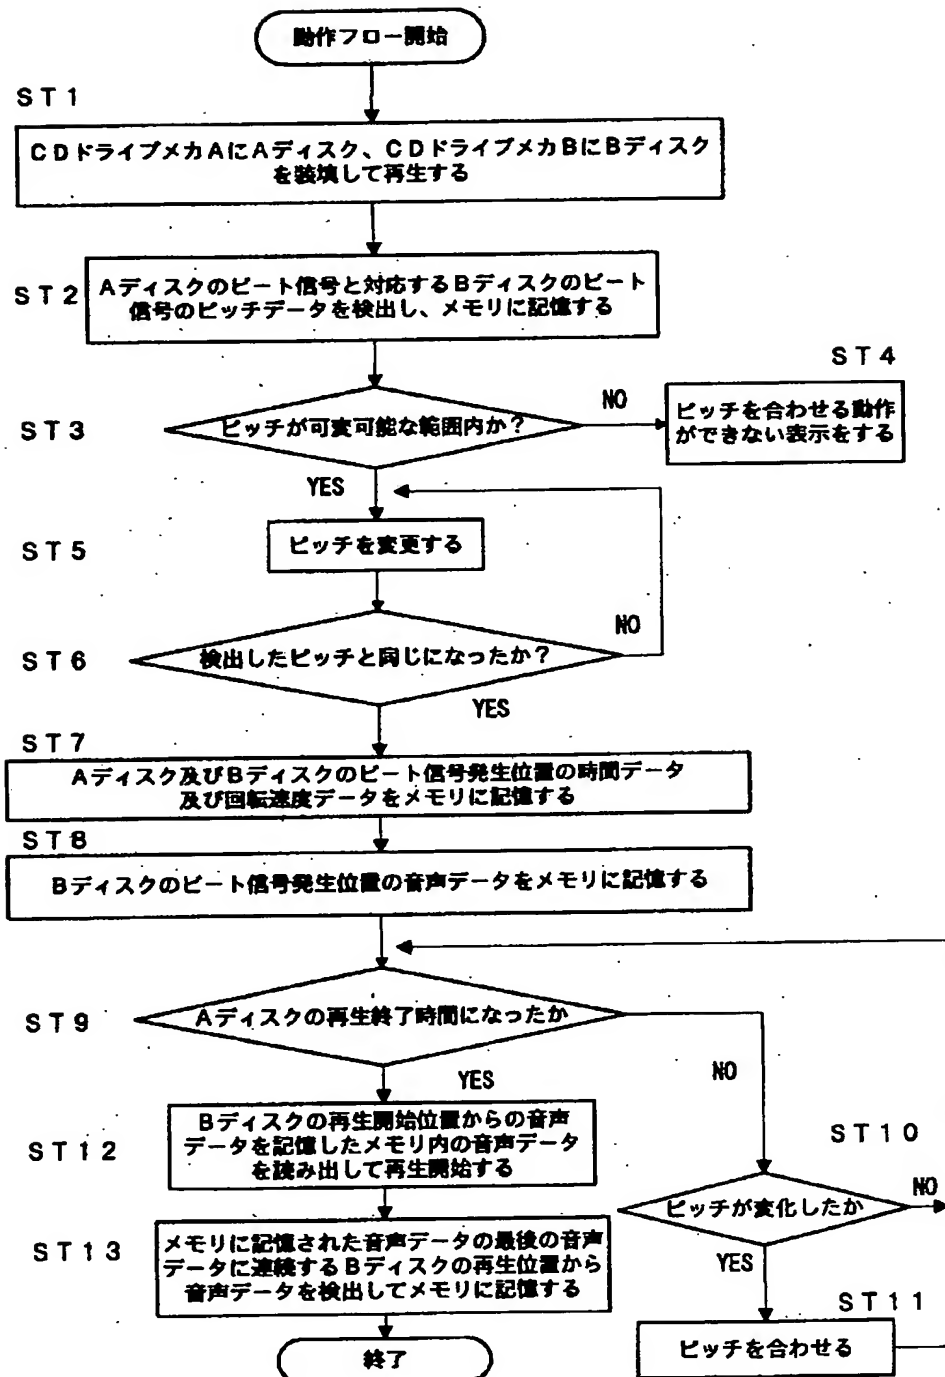 動作フロー開始
ST1
CDドライブメカAにAディスク、CDドライブメカBにBディスク
を装填して再生する
ST2
Aディスクのビート信号と対応するBディスクのビート
信号のピッチデータを検出し、メモリに記憶する
ST3
ピッチが可変可能な範囲内か?
NO
ST4
ピッチを合わせる動作
ができない表示をする
YES
ST5
ピッチを変更する
ST6
検出したピッチと同じになったか?
NO
YES
ST7
Aディスク及びBディスクのビート信号発生位置の時間データ
及び回転速度データをメモリに記憶する
ST8
Bディスクのビート信号発生位置の音声データをメモリに記憶する
ST9
Aディスクの再生終了時間になったか
YES
NO
ST12
Bディスクの再生開始位置からの音声
データを記憶したメモリ内の音声データ
を読み出して再生開始する
ST10
ピッチが変化したか
NO
YES
ST13
メモリに記憶された音声データの最後の音声
データに連続するBディスクの再生位置から
音声データを検出してメモリに記憶する
ST11
ピッチを合わせる
終了